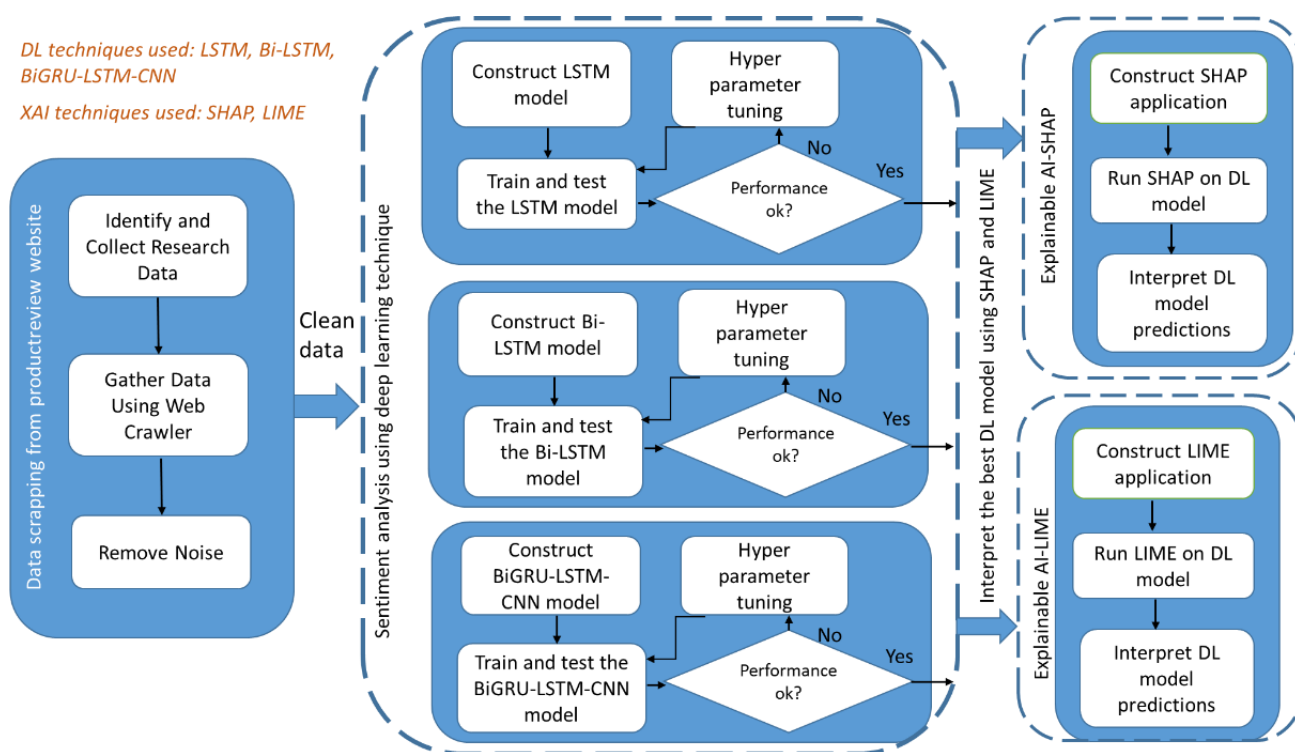 DL techniques used: LSTM, Bi-LSTM,
BiGRU-LSTM-CNN
XAI techniques used: SHAP, LIME
Data scrapping from productreview website
Identify and
Collect Research
Data
Gather Data
Using Web
Crawler
Remove Noise
Clean
data
Sentiment analysis using deep learning technique
Construct LSTM
model
Hyper
parameter
tuning
Train and test
the LSTM model
Performance
ok?
No
Yes
Construct Bi-
LSTM model
Hyper
parameter
tuning
Train and test
the Bi-LSTM
model
Performance
ok?
No
Yes
Construct
BiGRU-LSTM-
CNN model
Hyper
parameter
tuning
Train and test the
BiGRU-LSTM-CNN
model
Performance
ok?
No
Yes
Interpret the best DL model using SHAP and LIME
Explainable AI-SHAP
Construct SHAP
application
Run SHAP on DL
model
Interpret DL
model
predictions
Explainable AI-LIME
Construct LIME
application
Run LIME on DL
model
Interpret DL
model
predictions